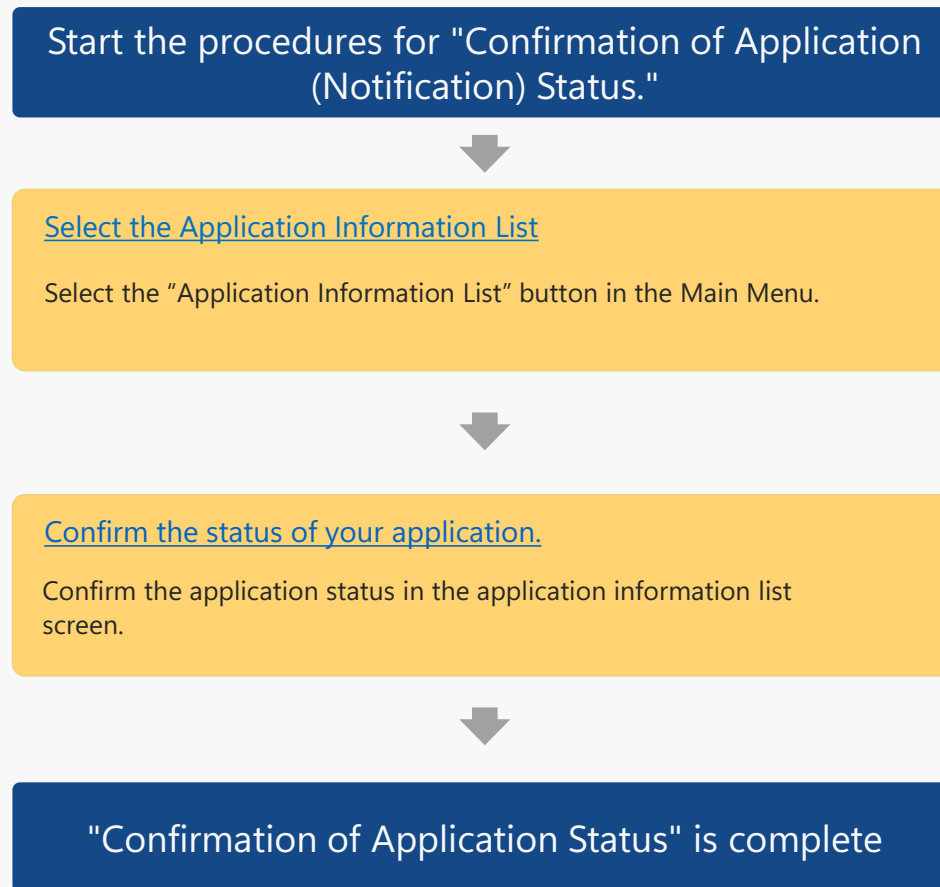 Start the procedures for "Confirmation of Application
(Notification) Status."
Select the Application Information List
Select the “Application Information List” button in the Main Menu.
Confirm the status of your application.
Confirm the application status in the application information list
screen.
"Confirmation of Application Status" is complete